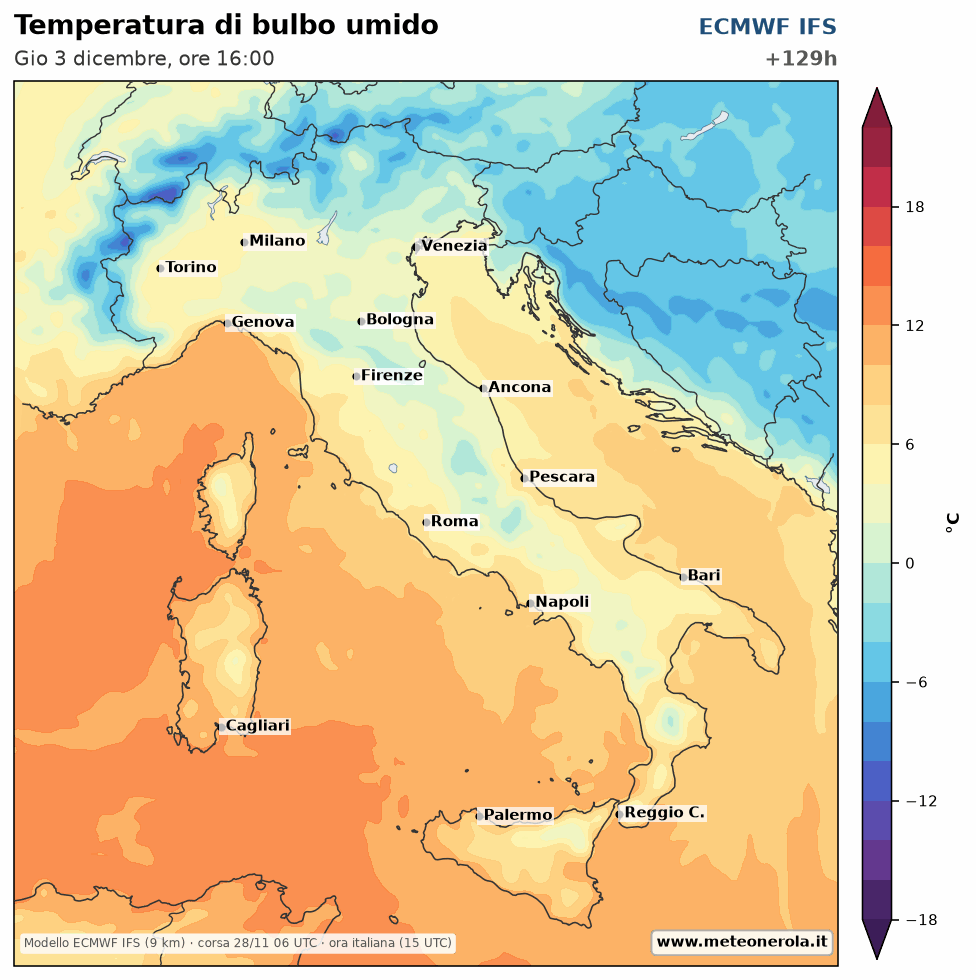 Temperatura di bulbo umido
ECMWF IFS
Gio 3 dicembre, ore 16:00
+129h
Milano
Venezia
Torino
Genova
Bologna
Firenze
Ancona
Pescara
Roma
Bari
Napoli
Cagliari
Palermo
Reggio C.
18
12
6
0
−6
−12
−18
°C
Modello ECMWF IFS (9 km) · corsa 28/11 06 UTC · ora italiana (15 UTC)
www.meteonerola.it